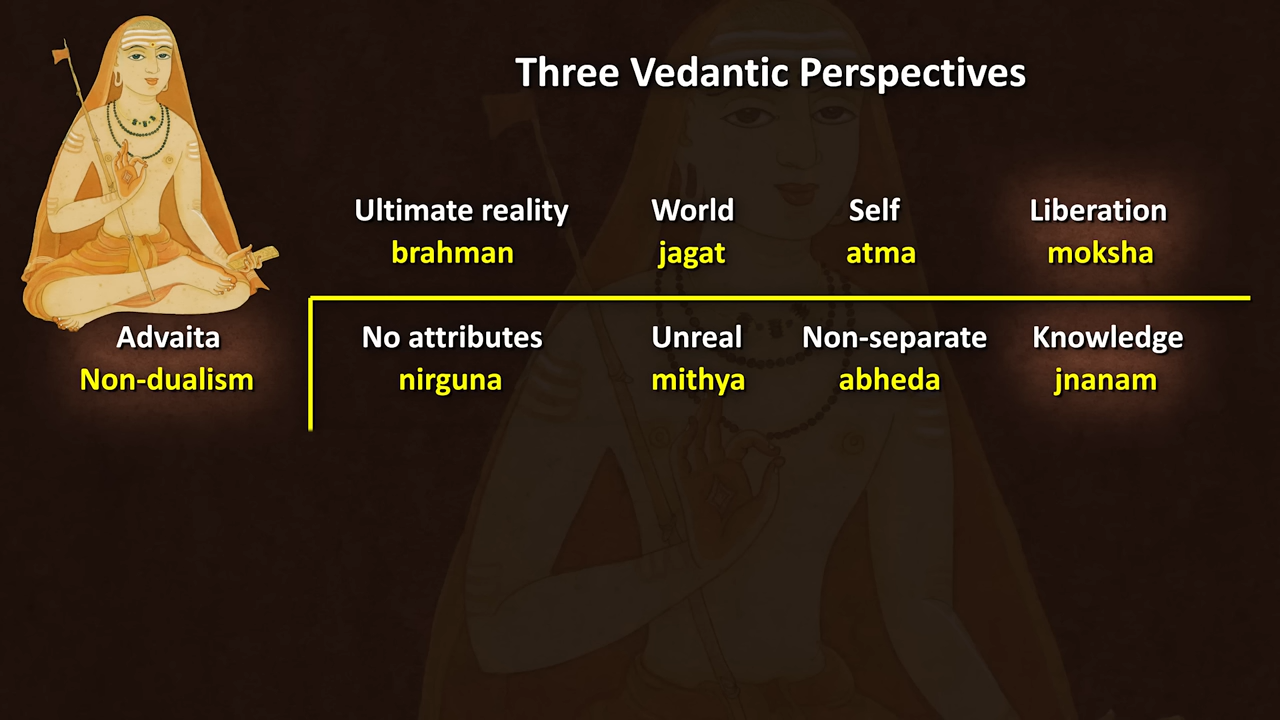 Three Vedantic Perspectives
Ultimate reality World Self Liberation
brahman jagat atma moksha
Advaita No attributes Unreal Non-separate Knowledge
Non-dualism nirguna mithya abheda jnanam